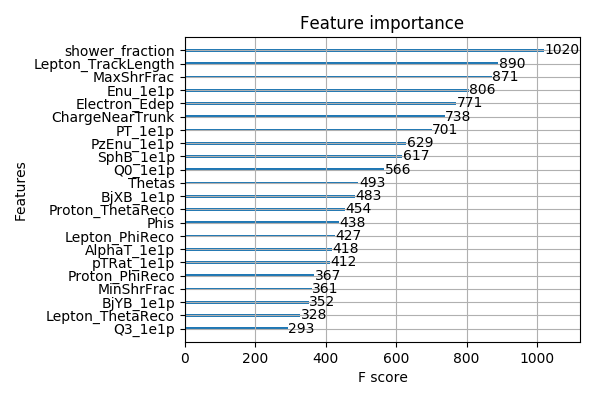 Feature importance
Features
shower_fraction 1020
Lepton_TrackLength 890
MaxShrFrac 871
Enu_1e1p 806
Electron_Edep 771
ChargeNearTrunk 738
PT_1e1p 701
PzEnu_1e1p 629
SphB_1e1p 617
Q0_1e1p 566
Thetas 493
BjXB_1e1p 483
Proton_ThetaReco 454
Phis 438
Lepton_PhiReco 427
AlphaT_1e1p 418
pTRat_1e1p 412
Proton_PhiReco 367
MinShrFrac 361
BjYB_1e1p 352
Lepton_ThetaReco 328
Q3_1e1p 293
0 200 400 600 800 1000
F score